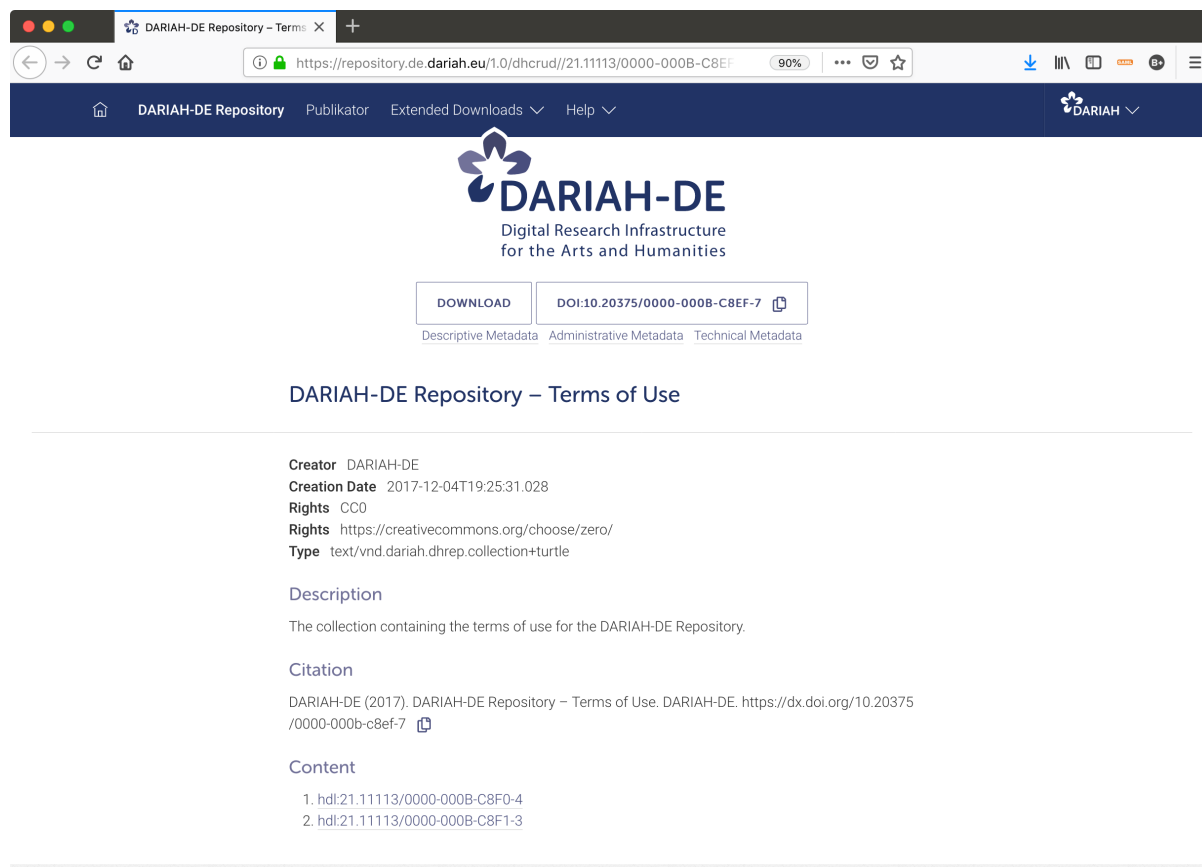 DARIAH-DE Repository – Terms
https://repository.de.dariah.eu/1.0/dhcrud//21.11113/0000-000B-C8EF
90%
DARIAH-DE Repository Publikator Extended Downloads Help DARIAH
DARIAH-DE
Digital Research Infrastructure
for the Arts and Humanities
DOWNLOAD DOI:10.20375/0000-000B-C8EF-7
Descriptive Metadata Administrative Metadata Technical Metadata
DARIAH-DE Repository – Terms of Use
Creator DARIAH-DE
Creation Date 2017-12-04T19:25:31.028
Rights CC0
Rights https://creativecommons.org/choose/zero/
Type text/vnd.dariah.dhrep.collection+turtle
Description
The collection containing the terms of use for the DARIAH-DE Repository.
Citation
DARIAH-DE (2017). DARIAH-DE Repository – Terms of Use. DARIAH-DE. https://dx.doi.org/10.20375
/0000-000b-c8ef-7
Content
1. hdl:21.11113/0000-000B-C8F0-4
2. hdl:21.11113/0000-000B-C8F1-3